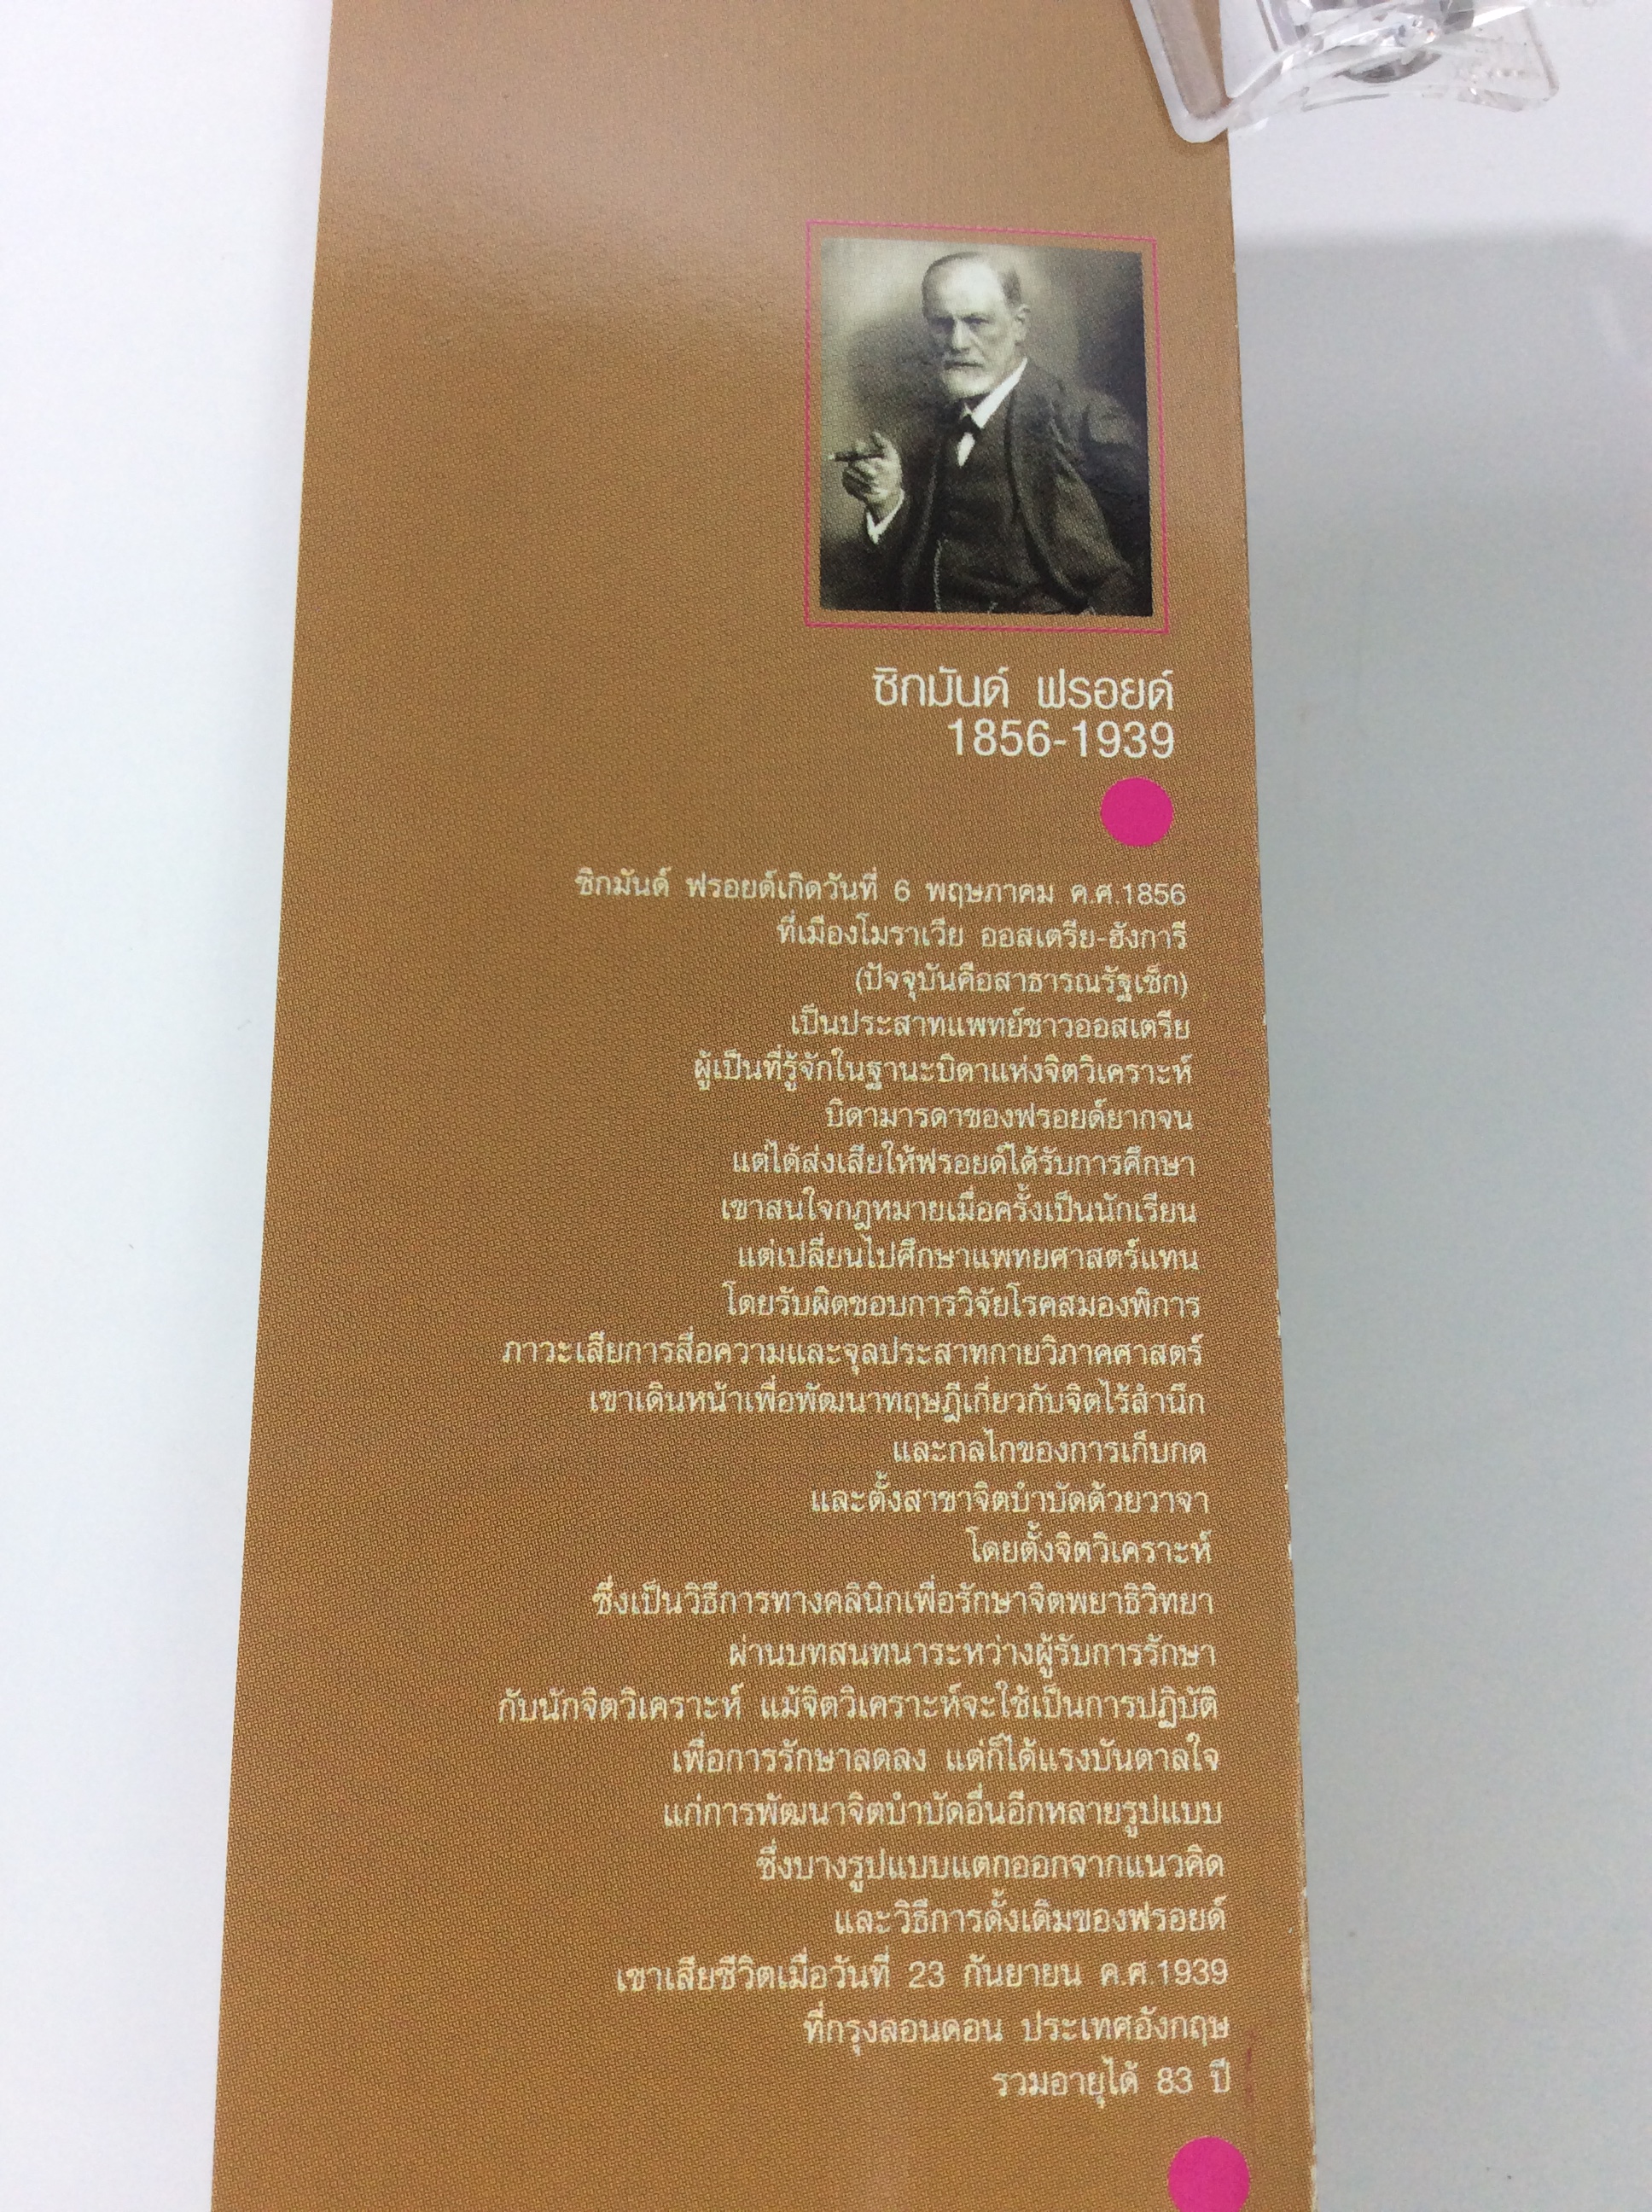 ซิกมันด์ ฟรอยด์
1856-1939
ซิกมันด์ ฟรอยด์เกิดวันที่ 6 พฤษภาคม ค.ศ.1856
ที่เมืองโมราเวีย ออสเตรีย-ฮังการี
(ปัจจุบันคือสาธารณรัฐเช็ก)
เป็นประสาทแพทย์ชาวออสเตรีย
ผู้เป็นที่รู้จักในฐานะบิดาแห่งจิตวิเคราะห์
บิดามารดาของฟรอยด์ยากจน
แต่ได้ส่งเสียให้ฟรอยด์ได้รับการศึกษา
เขาสนใจกฎหมายเมื่อครั้งเป็นนักเรียน
แต่เปลี่ยนไปศึกษาแพทยศาสตร์แทน
โดยรับผิดชอบการวิจัยโรคสมองพิการ
ภาวะเสียการสื่อความและจุลประสาทกายวิภาคศาสตร์
เขาเดินหน้าเพื่อพัฒนาทฤษฎีเกี่ยวกับจิตไร้สำนึก
และกลไกของการเก็บกด
และตั้งสาขาจิตบำบัดด้วยวาจา
โดยตั้งจิตวิเคราะห์
ซึ่งเป็นวิธีการทางคลินิกเพื่อรักษาจิตพยาธิวิทยา
ผ่านบทสนทนาระหว่างผู้รับการรักษา
กับนักจิตวิเคราะห์ แม้จิตวิเคราะห์จะใช้เป็นการปฏิบัติ
เพื่อการรักษาลดลง แต่ก็ได้แรงบันดาลใจ
แก่การพัฒนาจิตบำบัดอื่นอีกหลายรูปแบบ
ซึ่งบางรูปแบบแตกออกจากแนวคิด
และวิธีการดั้งเดิมของฟรอยด์
เขาเสียชีวิตเมื่อวันที่ 23 กันยายน ค.ศ.1939
ที่กรุงลอนดอน ประเทศอังกฤษ
รวมอายุได้ 83 ปี